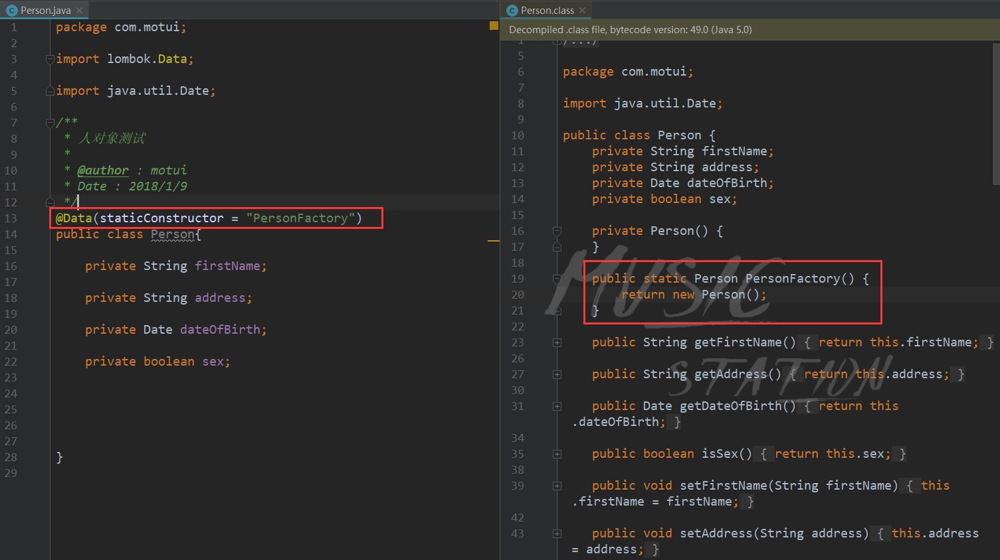 Person.java
1 package com.motui;
2
3 import lombok.Data;
4
5 import java.util.Date;
6
7 /**
8 * 人对象测试
9 *
10 * @author : motui
11 * Date : 2018/1/9
12 */
13 @Data(staticConstructor = "PersonFactory")
14 public class Person{
15
16 private String firstName;
17
18 private String address;
19
20 private Date dateOfBirth;
21
22 private boolean sex;
23
24
25
26
27
28 }
29
Person.class
Decompiled .class file, bytecode version: 49.0 (Java 5.0)
1 /.../
5
6 package com.motui;
7
8 import java.util.Date;
9
10 public class Person {
11 private String firstName;
12 private String address;
13 private Date dateOfBirth;
14 private boolean sex;
15
16 private Person() {
17 }
18
19 public static Person PersonFactory() {
20 return new Person();
21 }
22
23 public String getFirstName() { return this.firstName; }
26
27 public String getAddress() { return this.address; }
30
31 public Date getDateOfBirth() { return this
.dateOfBirth; }
34
35 public boolean isSex() { return this.sex; }
38
39 public void setFirstName(String firstName) { this
.firstName = firstName; }
42
43 public void setAddress(String address) { this.address
= address; }
MUSIC
STATION